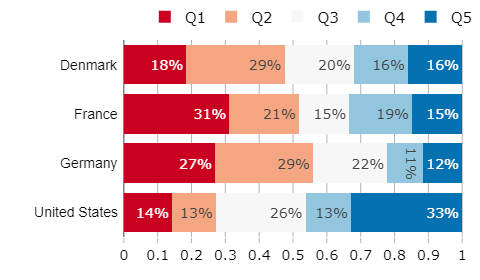 Q1 Q2 Q3 Q4 Q5
Denmark 18% 29% 20% 16% 16%
France 31% 21% 15% 19% 15%
Germany 27% 29% 22% 11% 12%
United States 14% 13% 26% 13% 33%
0 0.1 0.2 0.3 0.4 0.5 0.6 0.7 0.8 0.9 1